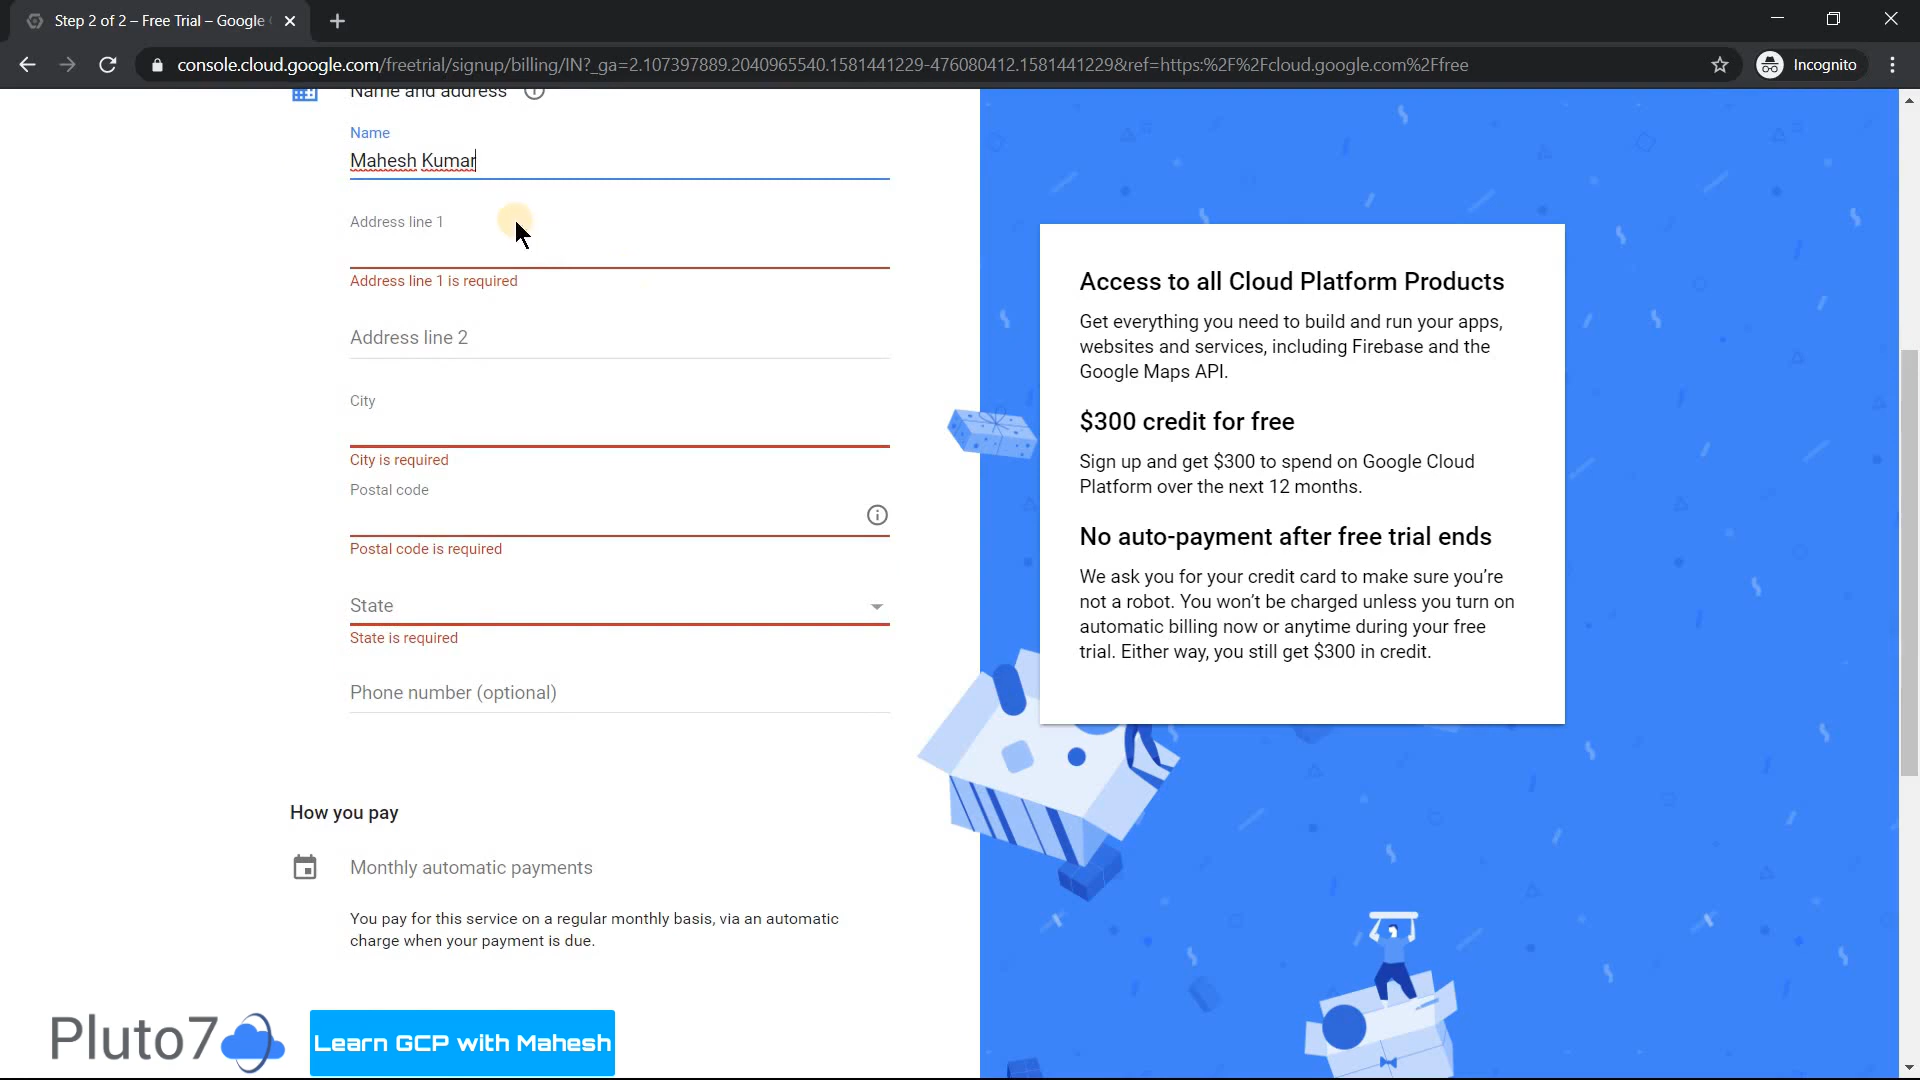 Step 2 of 2 – Free Trial – Google
console.cloud.google.com/freetrial/signup/billing/IN?_ga=2.107397889.2040965540.1581441229-476080412.1581441229&ref=https:%2F%2Fcloud.google.com%2Ffree
Incognito
Name and address
Name
Mahesh Kumar
Address line 1
Address line 1 is required
Address line 2
City
City is required
Postal code
Postal code is required
State
State is required
Phone number (optional)
How you pay
Monthly automatic payments
You pay for this service on a regular monthly basis, via an automatic
charge when your payment is due.
Access to all Cloud Platform Products
Get everything you need to build and run your apps,
websites and services, including Firebase and the
Google Maps API.
$300 credit for free
Sign up and get $300 to spend on Google Cloud
Platform over the next 12 months.
No auto-payment after free trial ends
We ask you for your credit card to make sure you're
not a robot. You won't be charged unless you turn on
automatic billing now or anytime during your free
trial. Either way, you still get $300 in credit.
Pluto7
Learn GCP with Mahesh